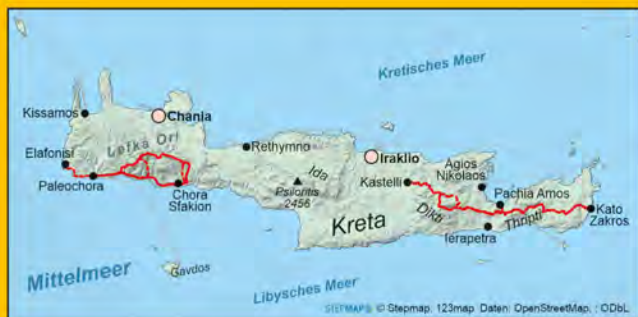 Kretisches Meer
Kissamos
Chania
Lefka Ori
Elafonisi
Rethymno
Iraklio
Agios
Nikolaos
Paleochora
Chora
Sfakion
Ida
Psiloritis
2456
Kastelli
Pachia Amos
Kreta
Dikti
Thripti
Kato
Zakros
Ierapetra
Gavdos
Mittelmeer
Libysches Meer
STEPMAPS © Stepmap, 123map Daten: OpenStreetMap, : ODbL